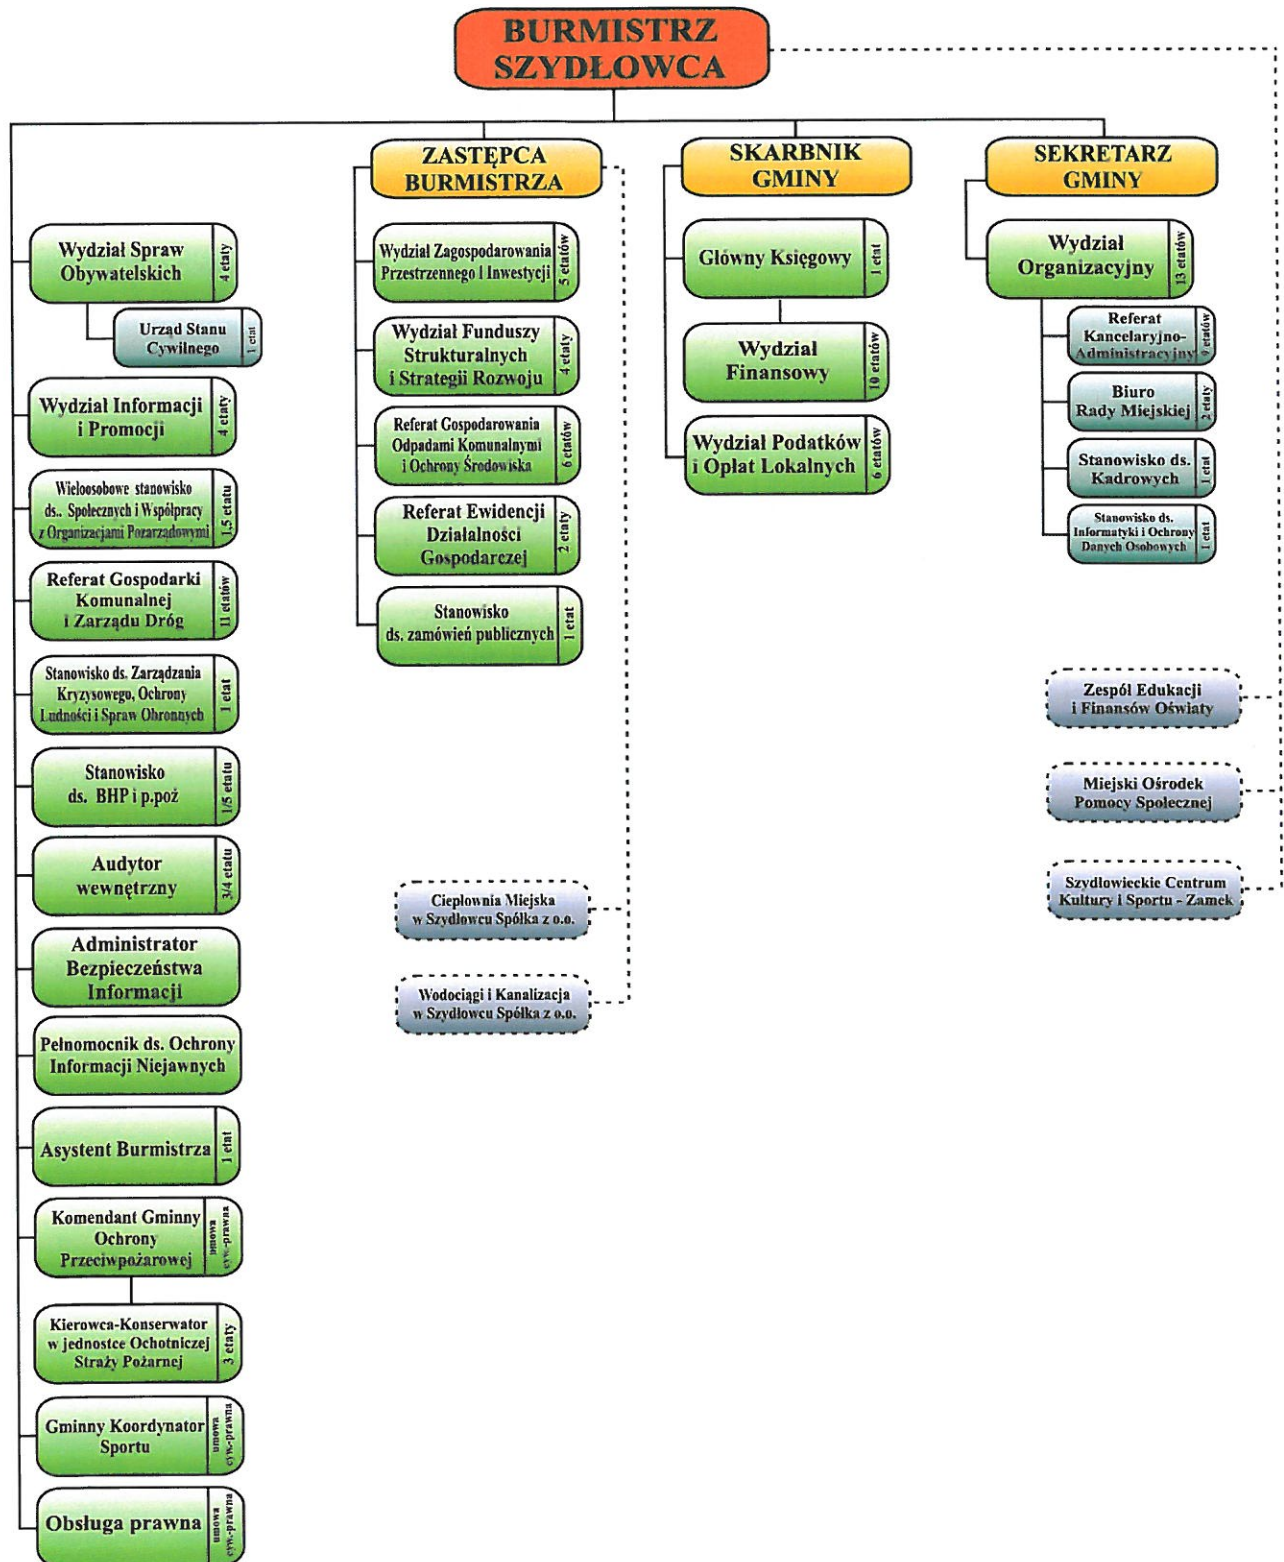 BURMISTRZ
SZYDŁOWCA
ZASTĘPCA
BURMISTRZA
SKARBNIK
GMINY
SEKRETARZ
GMINY
Wydział Spraw
Obywatelskich
4 etaty
Urząd Stanu
Cywilnego
1 etat
Wydział Informacji
i Promocji
4 etaty
Wieloosobowe stanowisko
ds.. Społecznych i Współpracy
z Organizacjami Pozarządowymi
1,5 etatu
Referat Gospodarki
Komunalnej
i Zarządu Dróg
11 etatów
Stanowisko ds. Zarządzania
Kryzysowego, Ochrony
Ludności i Spraw Obronnych
1 etat
Stanowisko
ds. BHP i p.poż
1/5 etatu
Audytor
wewnętrzny
3/4 etatu
Administrator
Bezpieczeństwa
Informacji
Pełnomocnik ds. Ochrony
Informacji Niejawnych
Asystent Burmistrza
1 etat
Komendant Gminny
Ochrony
Przeciwpożarowej
umowa
cyw.-prawna
Kierowca-Konserwator
w jednostce Ochotniczej
Straży Pożarnej
3 etaty
Gminny Koordynator
Sportu
umowa
cyw.-prawna
Obsługa prawna
umowa
cyw.-prawna
Wydział Zagospodarowania
Przestrzennego i Inwestycji
5 etatów
Wydział Funduszy
Strukturalnych
i Strategii Rozwoju
4 etaty
Referat Gospodarowania
Odpadami Komunalnymi
i Ochrony Środowiska
6 etatów
Referat Ewidencji
Działalności
Gospodarczej
2 etaty
Stanowisko
ds. zamówień publicznych
1 etat
Ciepłownia Miejska
w Szydłowcu Spółka z o.o.
Wodociągi i Kanalizacja
w Szydłowcu Spółka z o.o.
Główny Księgowy
1 etat
Wydział
Finansowy
10 etatów
Wydział Podatków
i Opłat Lokalnych
6 etatów
Wydział
Organizacyjny
13 etatów
Referat
Kancelaryjno-
Administracyjny
9 etatów
Biuro
Rady Miejskiej
2 etaty
Stanowisko ds.
Kadrowych
1 etat
Stanowisko ds.
Informatyki i Ochrony
Danych Osobowych
1 etat
Zespół Edukacji
i Finansów Oświaty
Miejski Ośrodek
Pomocy Społecznej
Szydłowieckie Centrum
Kultury i Sportu - Zamek